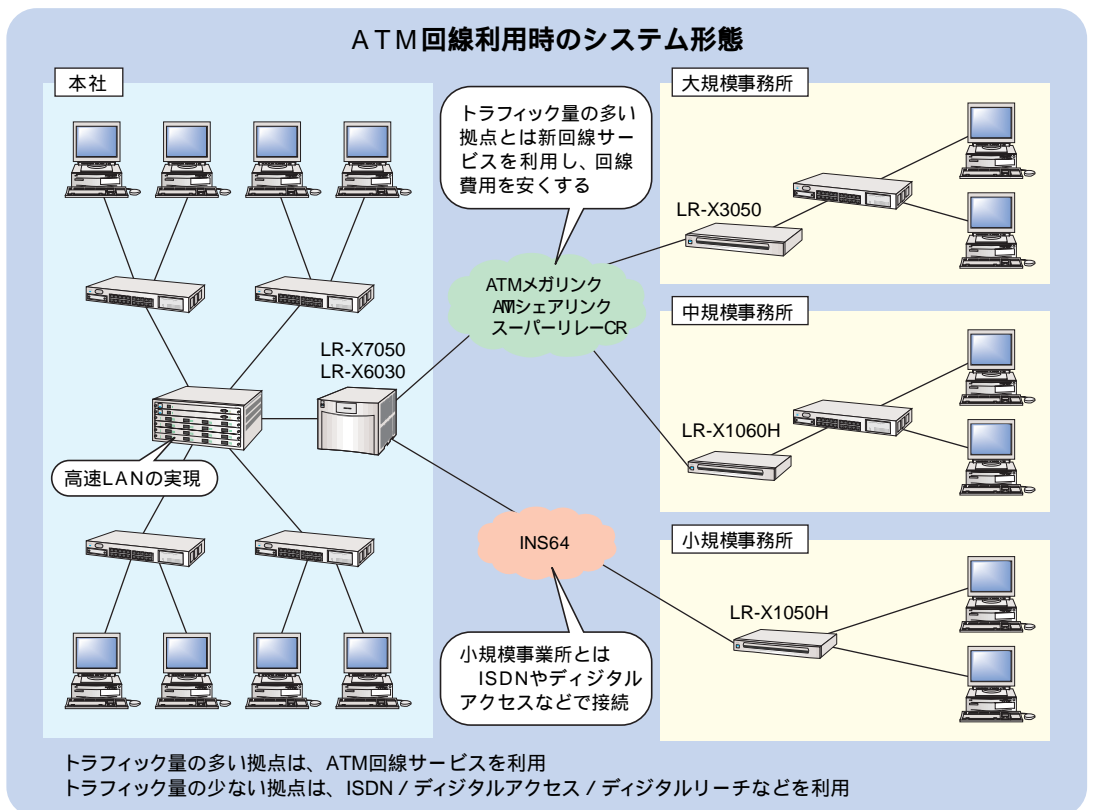 ATM回線利用時のシステム形態
本社
トラフィック量の多い
拠点とは新回線サー
ビスを利用し、回線
費用を安くする
大規模事務所
LR-X3050
ATMメガリンク
ATMシェアリンク
スーパーリレーCR
中規模事務所
LR-X7050
LR-X6030
LR-X1060H
高速LANの実現
INS64
小規模事務所
LR-X1050H
小規模事業所とは
ISDNやディジタル
アクセスなどで接続
トラフィック量の多い拠点は、ATM回線サービスを利用
トラフィック量の少ない拠点は、ISDN / ディジタルアクセス / ディジタルリーチなどを利用